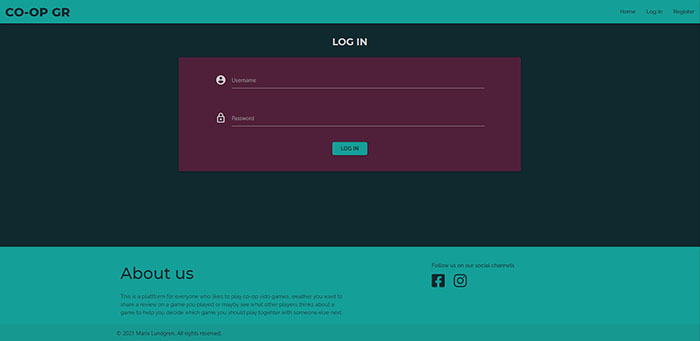 CO-OP GR
Home Log In Register
LOG IN
Username
Password
LOG IN
About us
This is a plattform for everyone who likes to play co-op vido games. weather you want to
share a review on a game you played or mayby see what other players thinks about a
game to help you decide which game you should play together with someone else next.
Follow us on our social channels
© 2021 Maria Lundgren, All rights reserved.